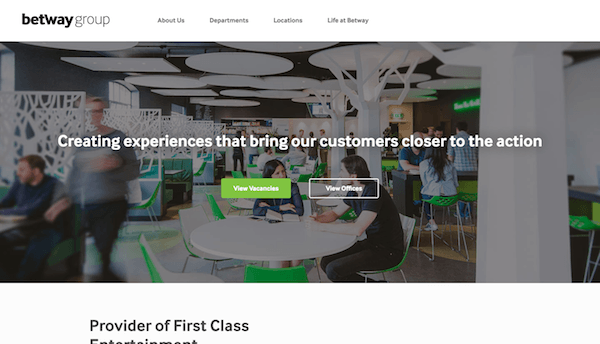 betway group
About Us
Departments
Locations
Life at Betway
Creating experiences that bring our customers closer to the action
View Vacancies
View Offices
Provider of First Class
Entertainment